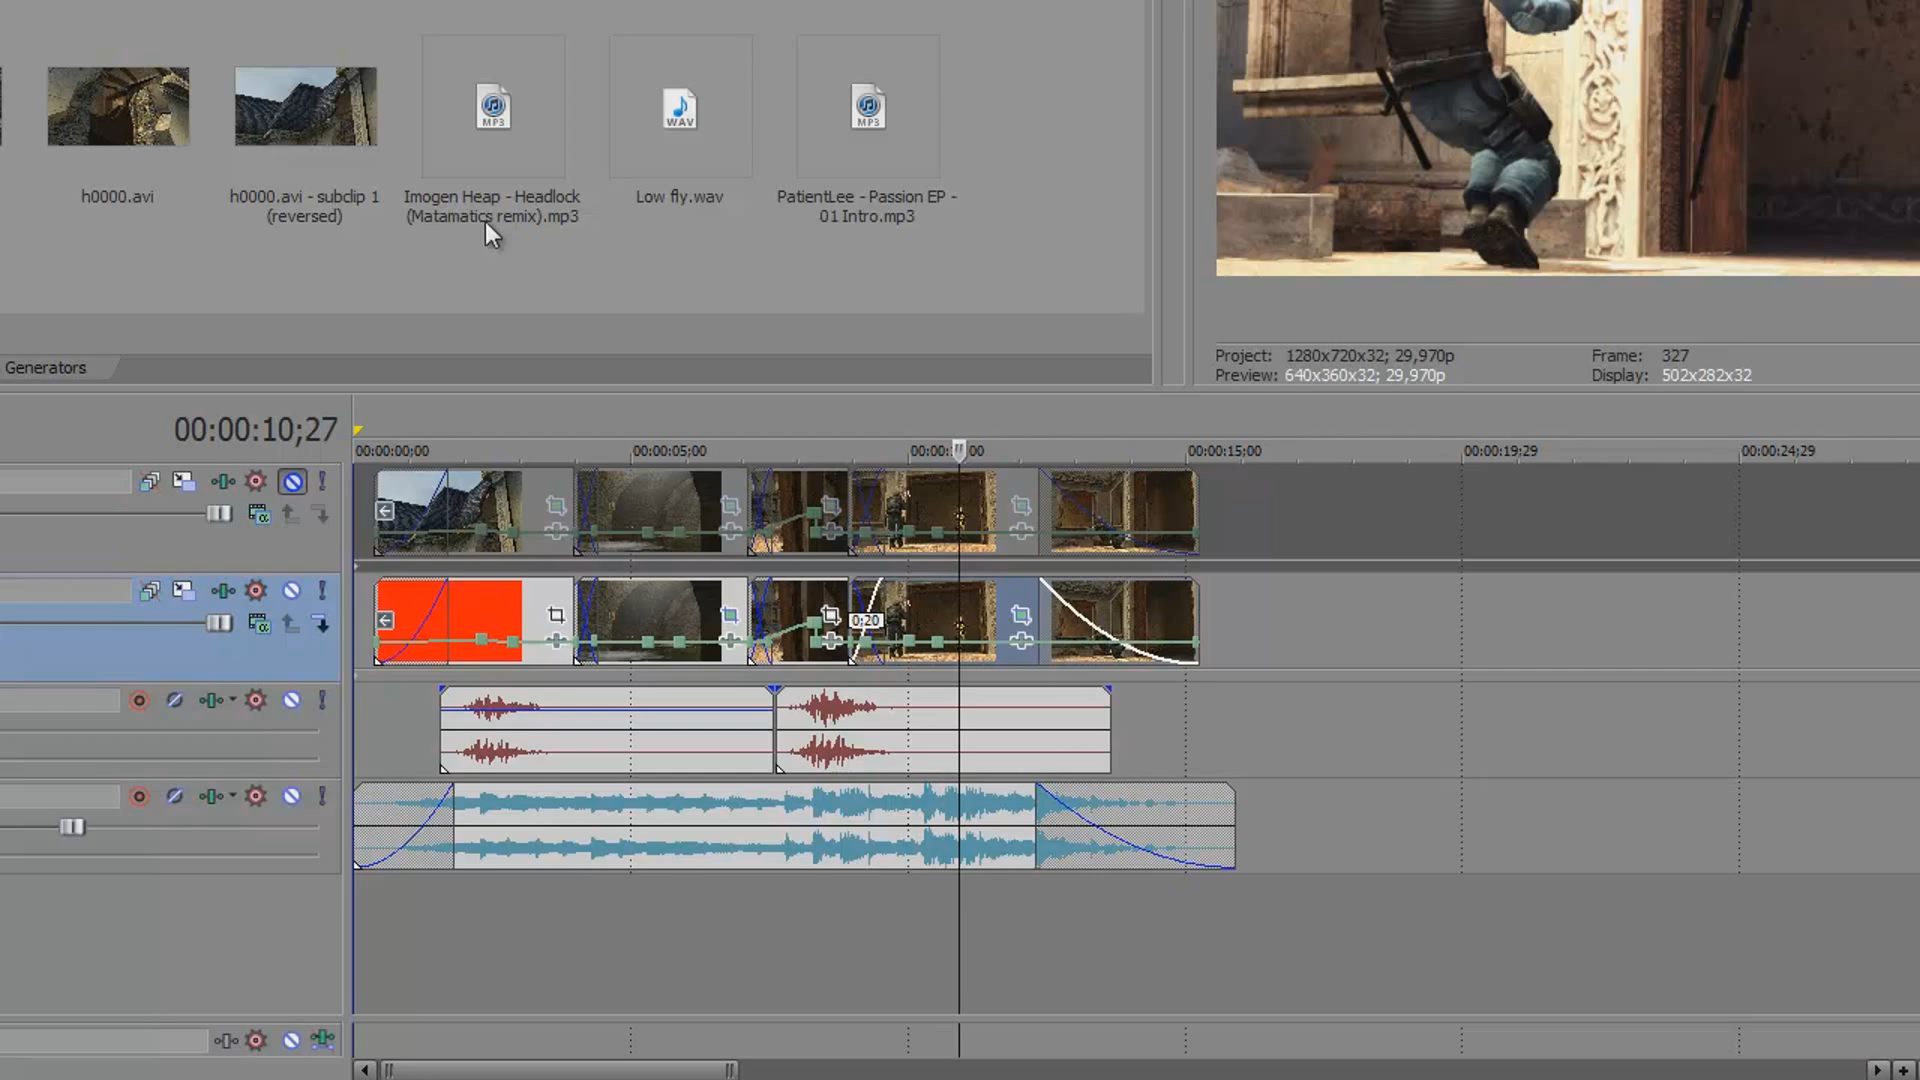 MP3
WAV
MP3
h0000.avi
h0000.avi - subclip 1
(reversed)
Imogen Heap - Headlock
(Matamatics remix).mp3
Low fly.wav
PatientLee - Passion EP -
01 Intro.mp3
Generators
Project: 1280x720x32; 29,970p
Frame: 327
Preview: 640x360x32; 29,970p
Display: 502x282x32
00:00:10;27
00:00:00;00
00:00:05;00
00:00:15;00
00:00:19;29
00:00:24;29
0;20